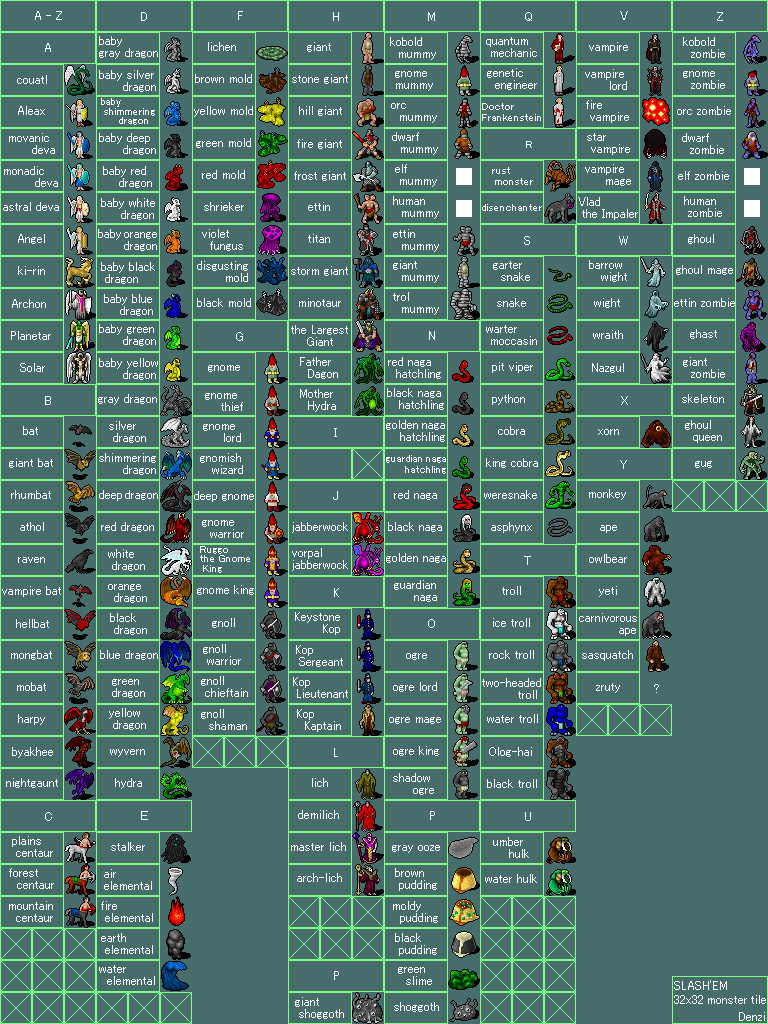 A - Z
A
couatl
Aleax
movanic
deva
monadic
deva
astral deva
Angel
ki-rin
Archon
Planetar
Solar
B
bat
giant bat
rhumbat
athol
raven
vampire bat
hellbat
mongbat
mobat
harpy
byakhee
nightgaunt
C
plains
centaur
forest
centaur
mountain
centaur
D
baby
gray dragon
baby silver
dragon
baby
shimmering
dragon
baby deep
dragon
baby red
dragon
baby white
dragon
baby orange
dragon
baby black
dragon
baby blue
dragon
baby green
dragon
baby yellow
dragon
gray dragon
silver
dragon
shimmering
dragon
deep dragon
red dragon
white
dragon
orange
dragon
black
dragon
blue dragon
green
dragon
yellow
dragon
wyvern
hydra
E
stalker
air
elemental
fire
elemental
earth
elemental
water
elemental
F
lichen
brown mold
yellow mold
green mold
red mold
shrieker
violet
fungus
disgusting
mold
black mold
G
gnome
gnome
thief
gnome
lord
gnomish
wizard
deep gnome
gnome
warrior
Ruggo
the Gnome
King
gnome king
gnoll
gnoll
warrior
gnoll
chieftain
gnoll
shaman
H
giant
stone giant
hill giant
fire giant
frost giant
ettin
titan
storm giant
minotaur
the Largest
Giant
Father
Dagon
Mother
Hydra
I
J
jabberwock
vorpal
jabberwock
K
Keystone
Kop
Kop
Sergeant
Kop
Lieutenant
Kop
Kaptain
L
lich
demilich
master lich
arch-lich
P
giant
shoggoth
M
kobold
mummy
gnome
mummy
orc
mummy
dwarf
mummy
elf
mummy
human
mummy
ettin
mummy
giant
mummy
trol
mummy
N
red naga
hatchling
black naga
hatchling
golden naga
hatchling
guardian naga
hatchling
red naga
black naga
golden naga
guardian
naga
O
ogre
ogre lord
ogre mage
ogre king
shadow
ogre
P
gray ooze
brown
pudding
moldy
pudding
black
pudding
green
slime
shoggoth
Q
quantum
mechanic
genetic
engineer
Doctor
Frankenstein
R
rust
monster
disenchanter
S
garter
snake
snake
warter
moccasin
pit viper
python
cobra
king cobra
weresnake
asphynx
T
troll
ice troll
rock troll
two-headed
troll
water troll
Olog-hai
black troll
U
umber
hulk
water hulk
V
vampire
vampire
lord
fire
vampire
star
vampire
vampire
mage
Vlad
the Impaler
W
barrow
wight
wight
wraith
Nazgul
X
xorn
Y
monkey
ape
owlbear
yeti
carnivorous
ape
sasquatch
zruty
?
Z
kobold
zombie
gnome
zombie
orc zombie
dwarf
zombie
elf zombie
human
zombie
ghoul
ghoul mage
ettin zombie
ghast
giant
zombie
skeleton
ghoul
queen
gug
SLASH'EM
32x32 monster tile
Denzi